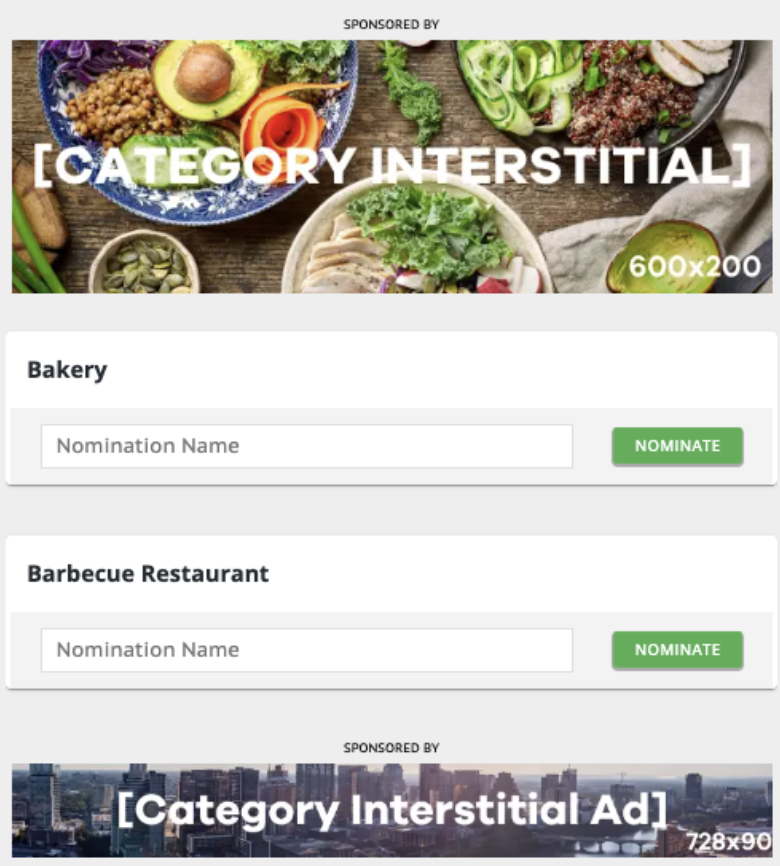 SPONSORED BY
[CATEGORY INTERSTITIAL]
600x200
Bakery
Nomination Name
NOMINATE
Barbecue Restaurant
Nomination Name
NOMINATE
SPONSORED BY
[Category Interstitial Ad]
728x90